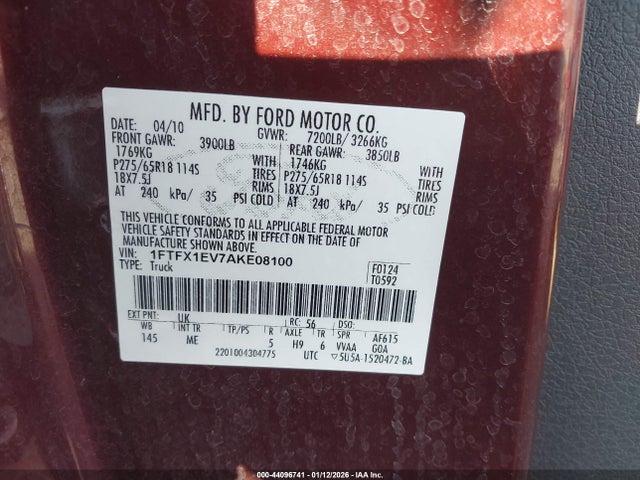 MFD. BY FORD MOTOR CO.
DATE: 04/10 GVWR: 7200LB/ 3266KG
FRONT GAWR: 3900LB REAR GAWR: 3850LB
1769KG WITH 1746KG WITH
P275/65R18 114S TIRES P275/65R18 114S TIRES
18X7.5J RIMS 18X7.5J RIMS
AT 240 kPa/ 35 PSI COLD AT 240 kPa/ 35 PSI COLD
THIS VEHICLE CONFORMS TO ALL APPLICABLE FEDERAL MOTOR
VEHICLE SAFETY STANDARDS IN EFFECT ON THE DATE OF
MANUFACTURE SHOWN ABOVE.
VIN: 1FTFX1EV7AKE08100 F0124
TYPE: Truck T0592
EXT PNT: UK RC: 56 DSO:
WB INT TR TP/PS R AXLE TR SPR AF615
145 ME 5 H9 6 VVAA GOA
2201004304775 UTC ▽5U5A-1520472-BA
000-44096741 - 01/12/2026 - IAA Inc.